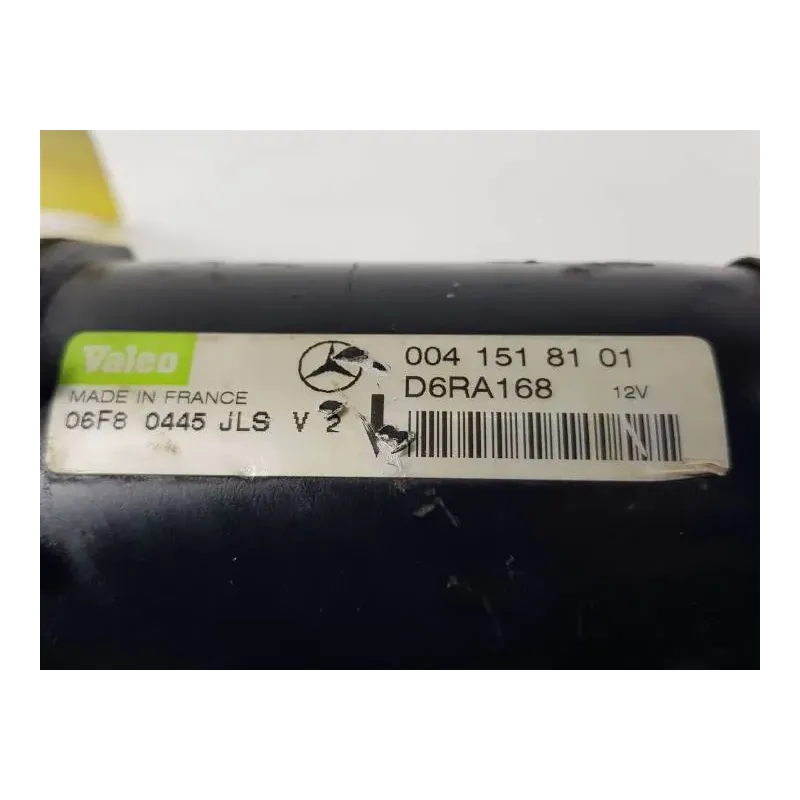 Valeo
004 151 81 01
MADE IN FRANCE
D6RA168 12V
06F8 0445 JLS V 2